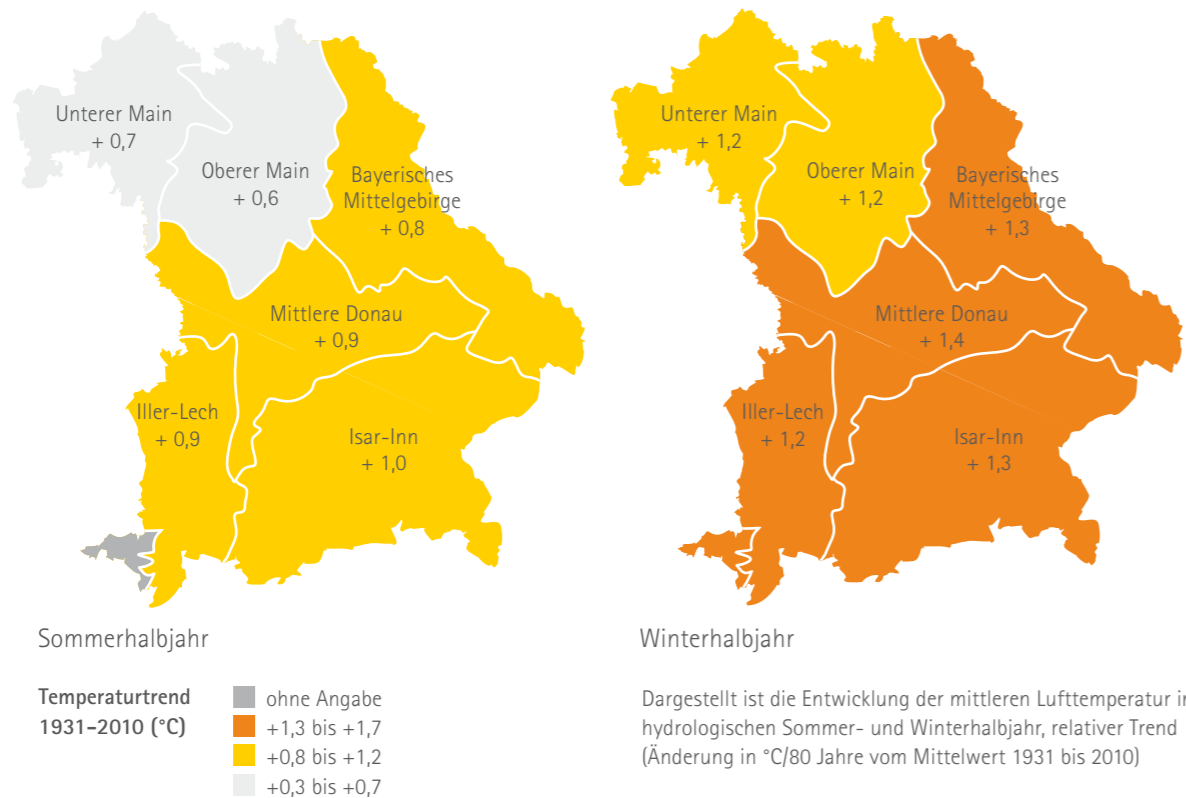 Unterer Main
+ 0,7
Oberer Main
+ 0,6
Bayerisches
Mittelgebirge
+ 0,8
Mittlere Donau
+ 0,9
Iller-Lech
+ 0,9
Isar-Inn
+ 1,0
Unterer Main
+ 1,2
Oberer Main
+ 1,2
Bayerisches
Mittelgebirge
+ 1,3
Mittlere Donau
+ 1,4
Iller-Lech
+ 1,2
Isar-Inn
+ 1,3
Sommerhalbjahr
Winterhalbjahr
Temperaturtrend
1931–2010 (°C)
ohne Angabe
+1,3 bis +1,7
+0,8 bis +1,2
+0,3 bis +0,7
Dargestellt ist die Entwicklung der mittleren Lufttemperatur
hydrologischen Sommer- und Winterhalbjahr, relativer Trend
(Änderung in °C/80 Jahre vom Mittelwert 1931 bis 2010)